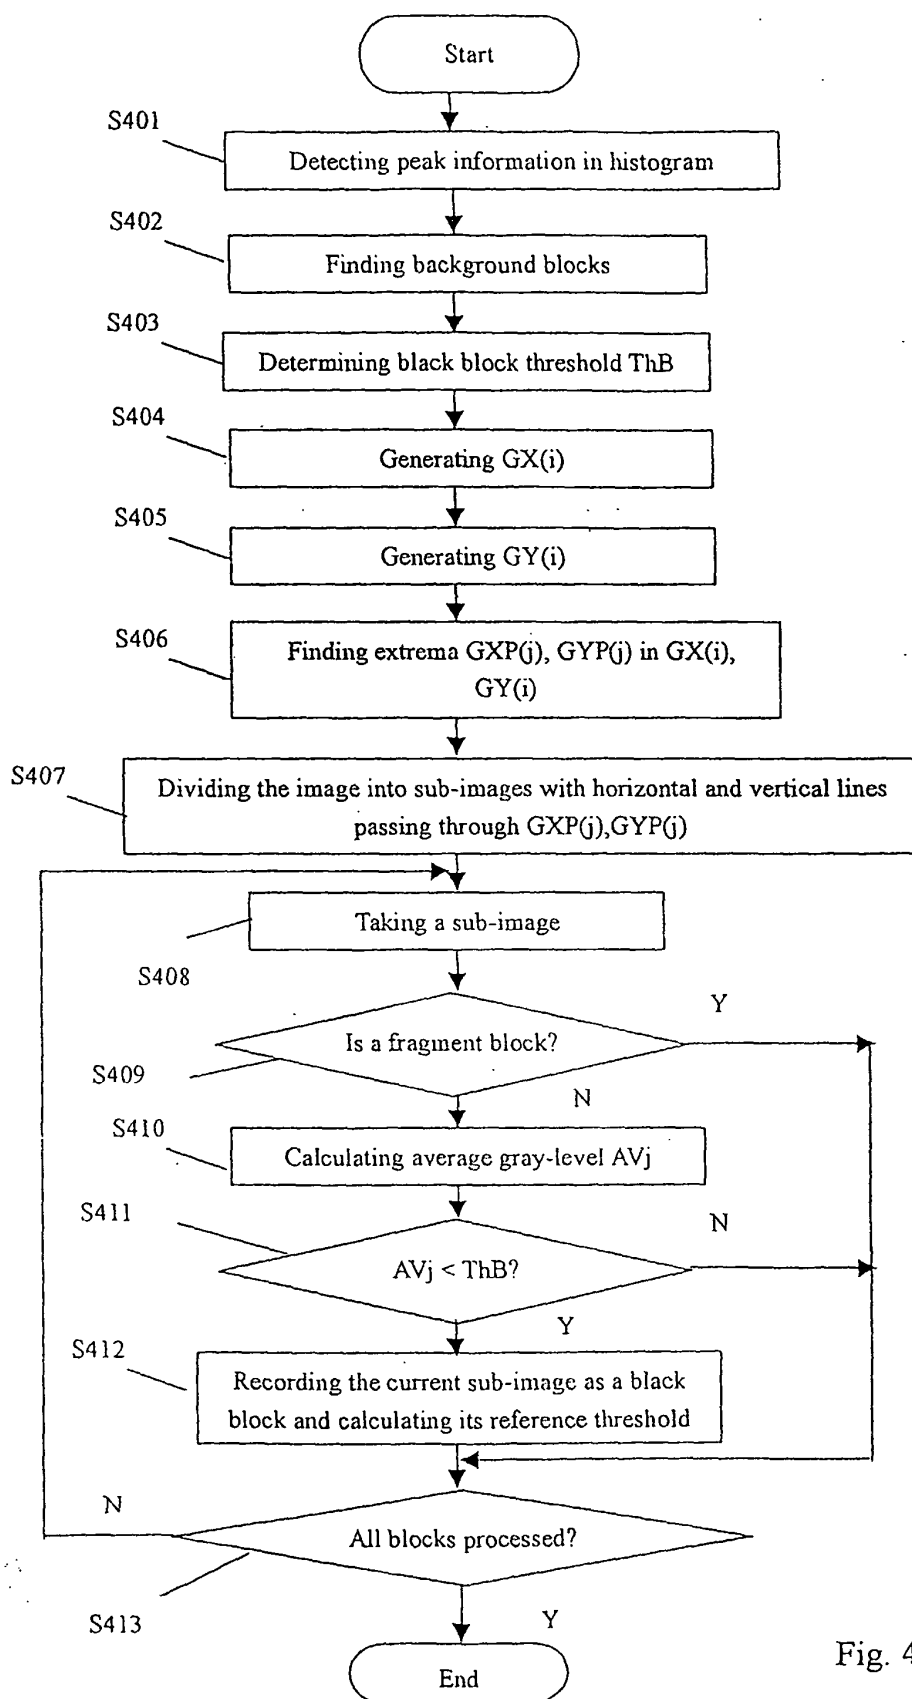 Start
S401
Detecting peak information in histogram
S402
Finding background blocks
S403
Determining black block threshold ThB
S404
Generating GX(i)
S405
Generating GY(i)
S406
Finding extrema GXP(j), GYP(j) in GX(i),
GY(i)
S407
Dividing the image into sub-images with horizontal and vertical lines
passing through GXP(j),GYP(j)
Taking a sub-image
S408
Y
Is a fragment block?
S409
N
S410
Calculating average gray-level AVj
S411
N
AVj < ThB?
Y
S412
Recording the current sub-image as a black
block and calculating its reference threshold
N
All blocks processed?
S413
Y
End
Fig. 4